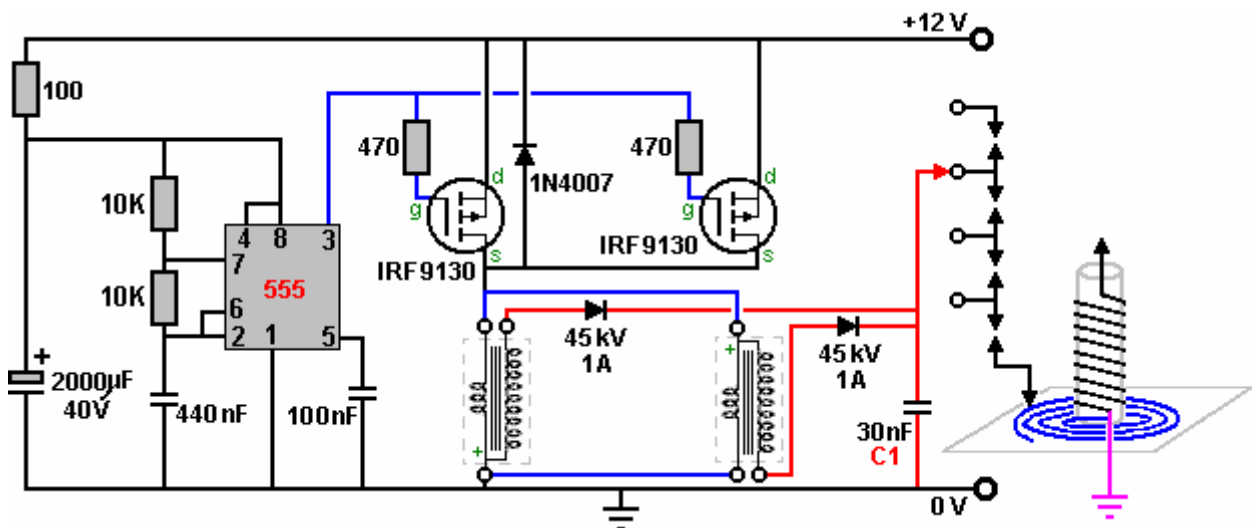 +12 V
100
470
470
d
1N4007
d
10K
g
g
4 8 3
7
IRF9130
s
s
IRF9130
10K
555
6
2 1 5
45 kV
1A
45 kV
1A
+
2000µF
40V
440 nF
100nF
+
+
30nF
C1
0 V